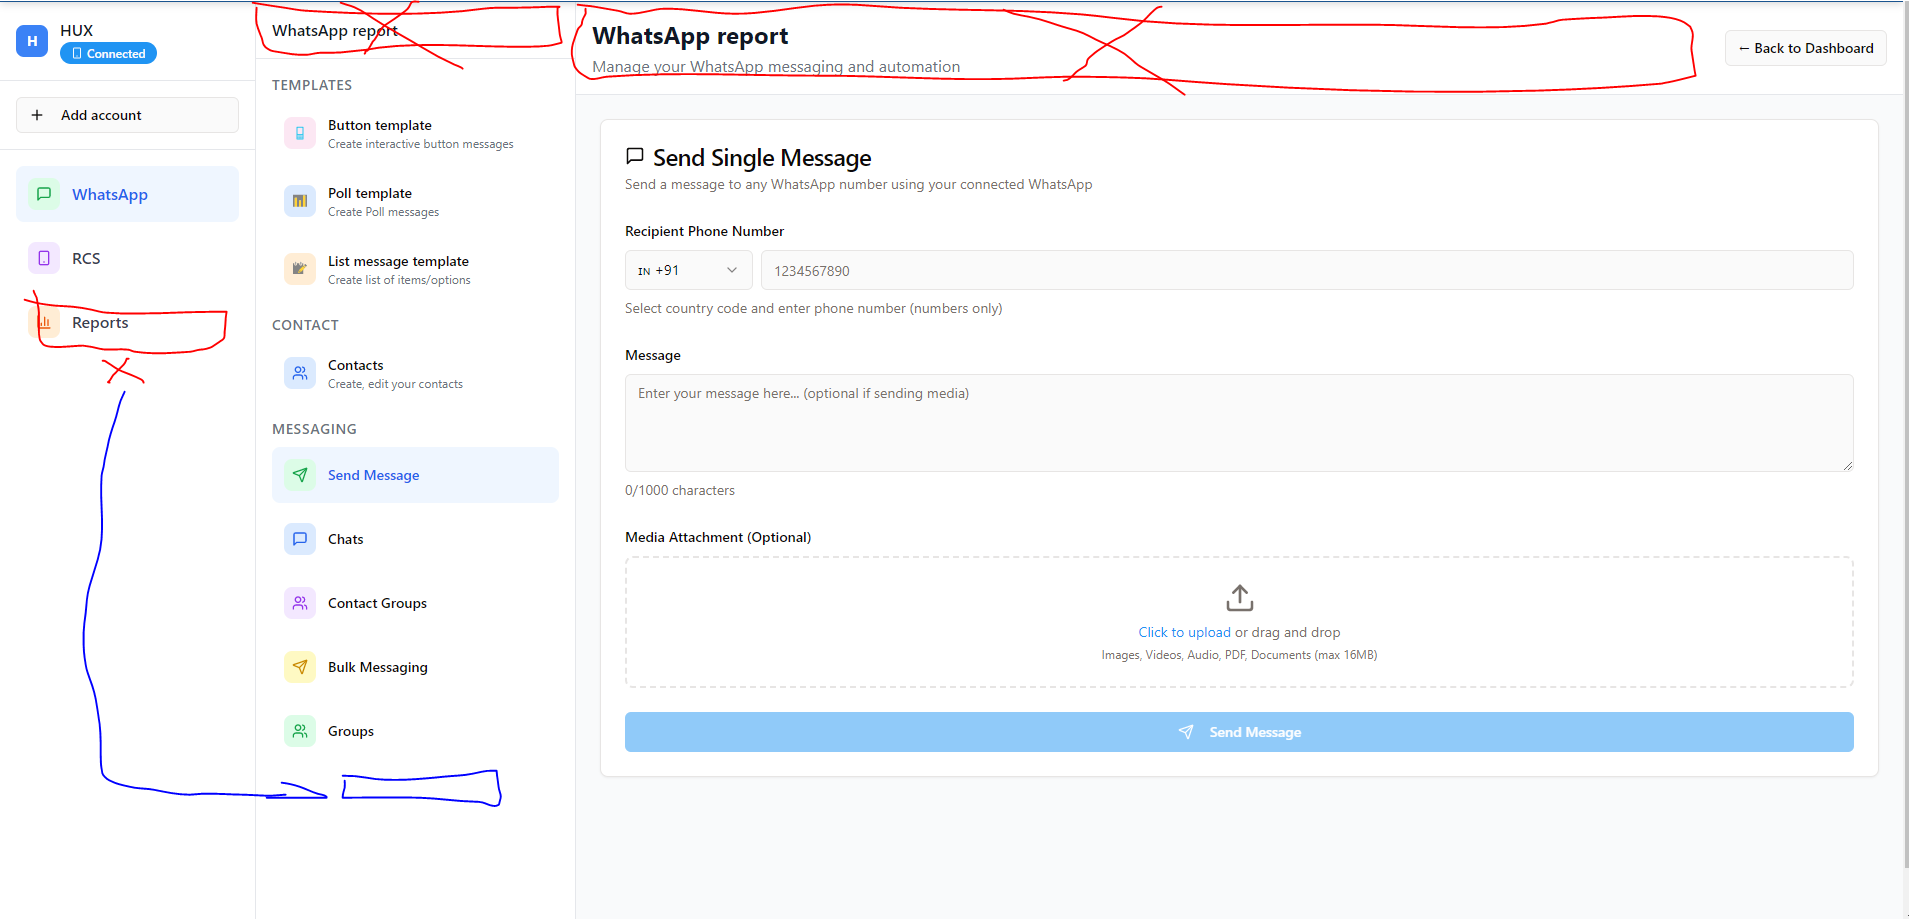 HUX
Connected
+ Add account
WhatsApp
RCS
Reports
WhatsApp report
TEMPLATES
Button template
Create interactive button messages
Poll template
Create Poll messages
List message template
Create list of items/options
CONTACT
Contacts
Create, edit your contacts
MESSAGING
Send Message
Chats
Contact Groups
Bulk Messaging
Groups
WhatsApp report
Manage your WhatsApp messaging and automation
← Back to Dashboard
Send Single Message
Send a message to any WhatsApp number using your connected WhatsApp
Recipient Phone Number
IN +91
1234567890
Select country code and enter phone number (numbers only)
Message
Enter your message here... (optional if sending media)
0/1000 characters
Media Attachment (Optional)
Click to upload or drag and drop
Images, Videos, Audio, PDF, Documents (max 16MB)
Send Message
H